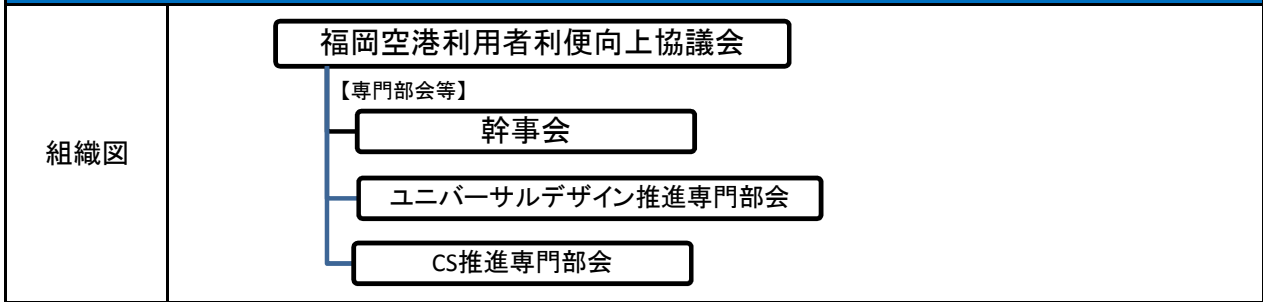 組織図
福岡空港利用者利便向上協議会
【専門部会等】
幹事会
ユニバーサルデザイン推進専門部会
CS推進専門部会